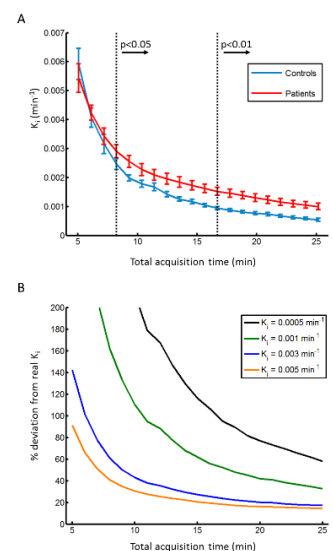 A
p<0.05
p<0.01
0.007
0.006
0.005
0.004
0.003
0.002
0.001
0
Ki (min-1)
Controls
Patients
5
10
15
20
25
Total acquisition time (min)
B
200
180
160
140
120
100
80
60
40
20
0
% deviation from real Ki
Ki = 0.0005 min-1
Ki = 0.001 min-1
Ki = 0.003 min-1
Ki = 0.005 min-1
5
10
15
20
25
Total acquisition time (min)